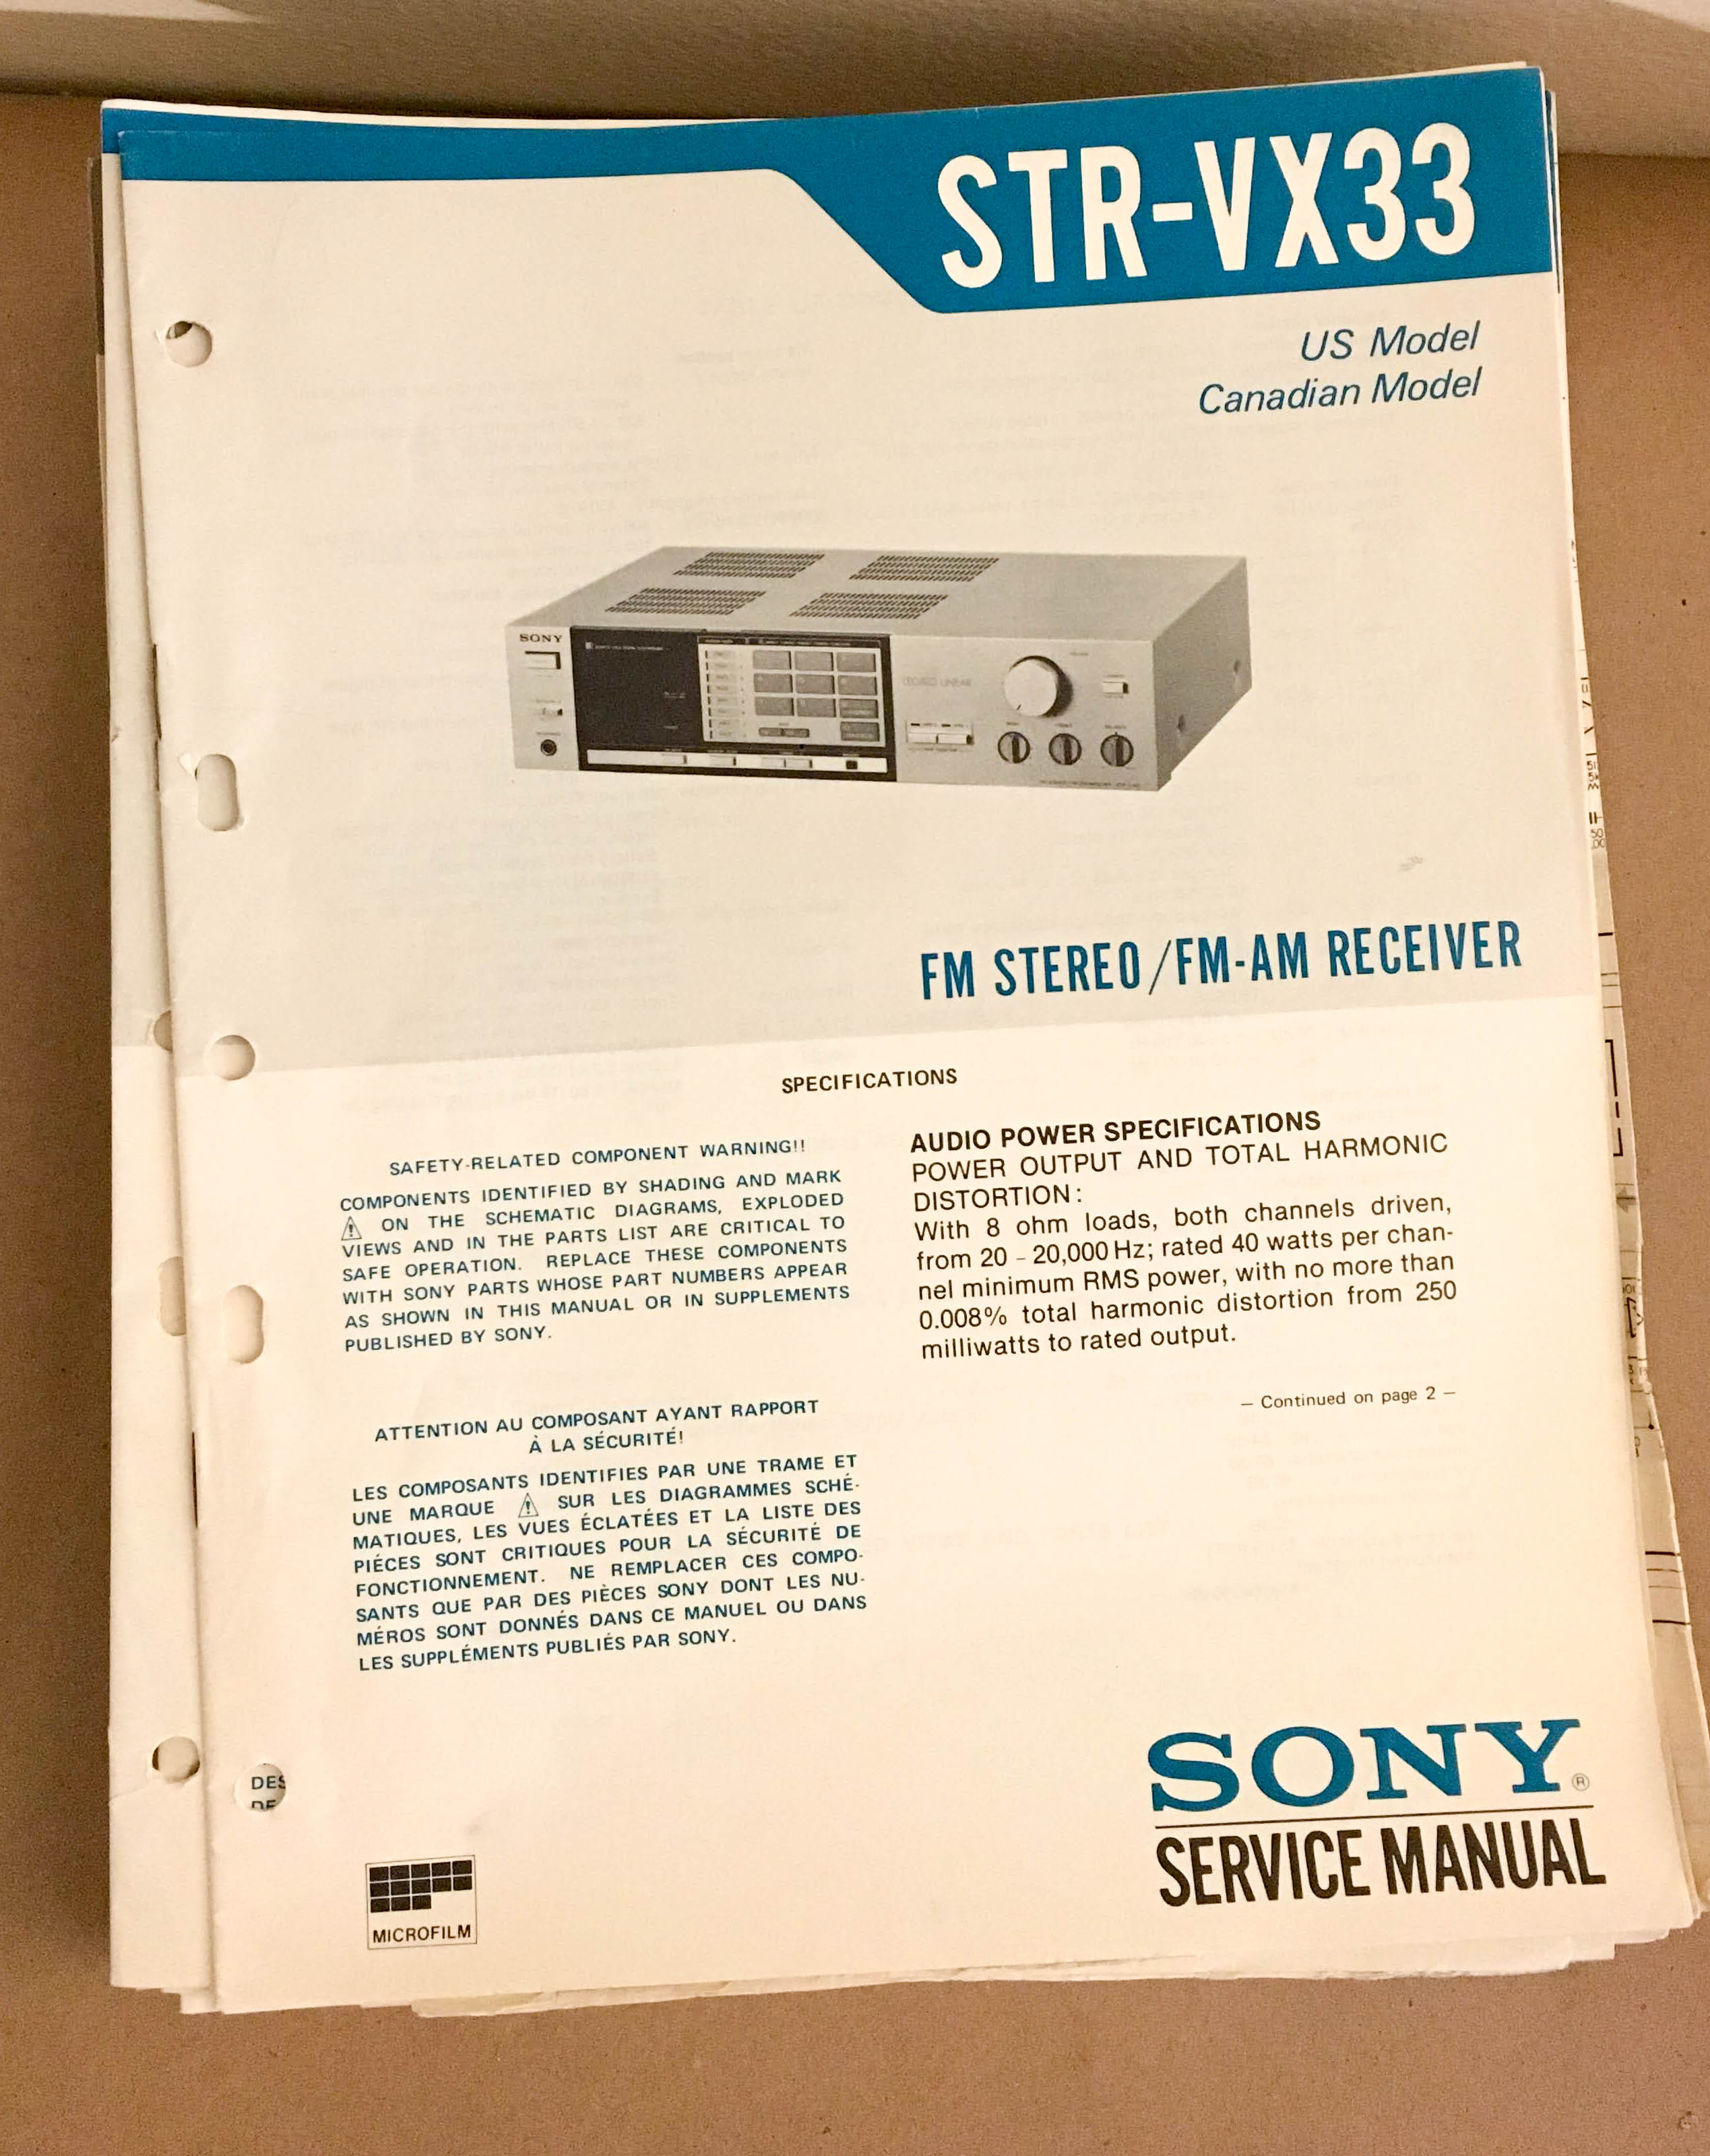 STR-VX33
US Model
Canadian Model
SONY
FM STEREO/FM-AM RECEIVER
SPECIFICATIONS
SAFETY-RELATED COMPONENT WARNING!!
COMPONENTS IDENTIFIED BY SHADING AND MARK
⚠ ON THE SCHEMATIC DIAGRAMS, EXPLODED
VIEWS AND IN THE PARTS LIST ARE CRITICAL TO
SAFE OPERATION. REPLACE THESE COMPONENTS
WITH SONY PARTS WHOSE PART NUMBERS APPEAR
AS SHOWN IN THIS MANUAL OR IN SUPPLEMENTS
PUBLISHED BY SONY.
ATTENTION AU COMPOSANT AYANT RAPPORT
À LA SÉCURITÉ!
LES COMPOSANTS IDENTIFIES PAR UNE TRAME ET
UNE MARQUE ⚠ SUR LES DIAGRAMMES SCHÉ-
MATIQUES, LES VUES ÉCLATÉES ET LA LISTE DES
PIÉCES SONT CRITIQUES POUR LA SÉCURITÉ DE
FONCTIONNEMENT. NE REMPLACER CES COMPO-
SANTS QUE PAR DES PIÈCES SONY DONT LES NU-
MÉROS SONT DONNÉS DANS CE MANUEL OU DANS
LES SUPPLÉMENTS PUBLIÉS PAR SONY.
AUDIO POWER SPECIFICATIONS
POWER OUTPUT AND TOTAL HARMONIC
DISTORTION:
With 8 ohm loads, both channels driven,
from 20 – 20,000 Hz; rated 40 watts per chan-
nel minimum RMS power, with no more than
0.008% total harmonic distortion from 250
milliwatts to rated output.
— Continued on page 2 —
DES
DE
MICROFILM
SONY®
SERVICE MANUAL